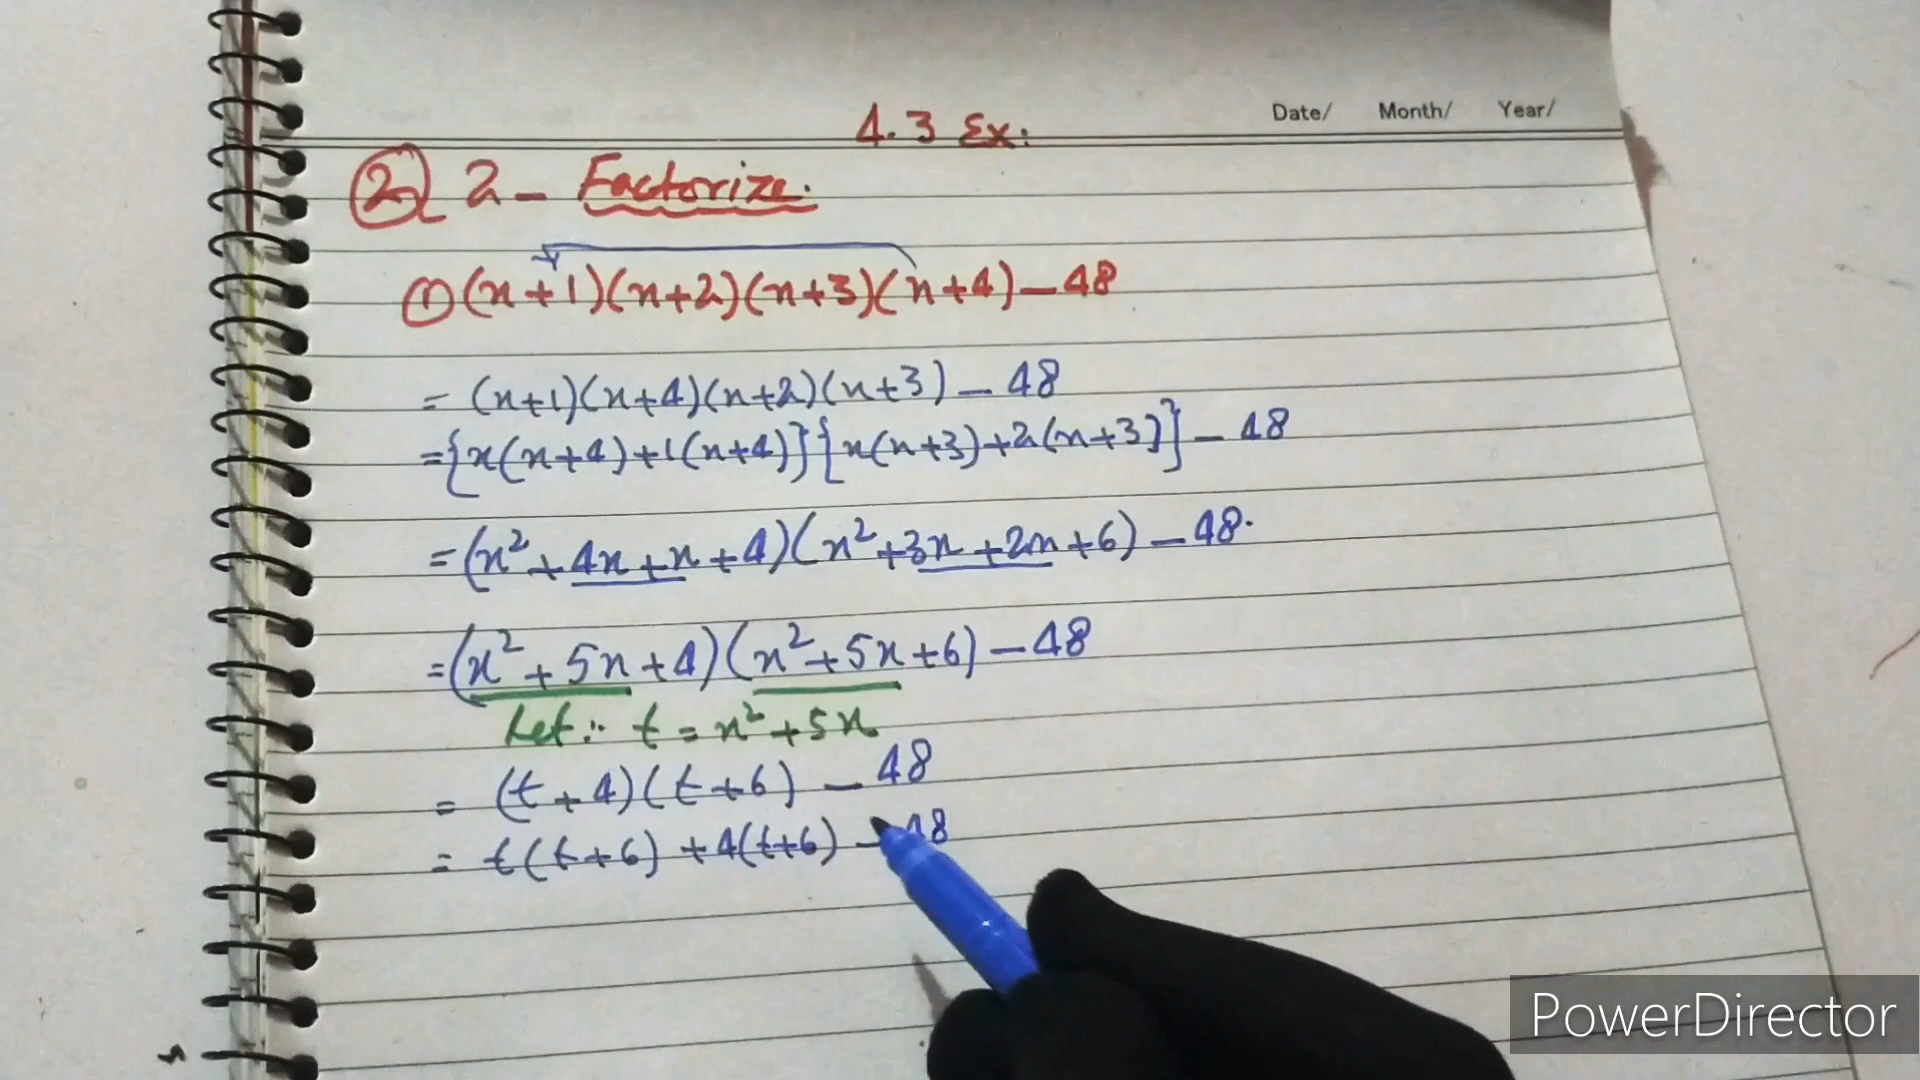 Date/ Month/ Year/
4.3 Ex:
2 2- Factorize.
① (x+1)(x+2)(x+3)(x+4)-48
= (x+1)(x+4)(x+2)(x+3) - 48
={x(x+4)+1(x+4)}{x(x+3)+2(x+3)} - 48
=(x²+4x+x+4)(x²+3x+2x+6)-48.
=(x²+5x+4)(x²+5x+6)-48
Let:- t = x²+5x
= (t+4)(t+6) - 48
= t(t+6) +4(t+6) -48
PowerDirector